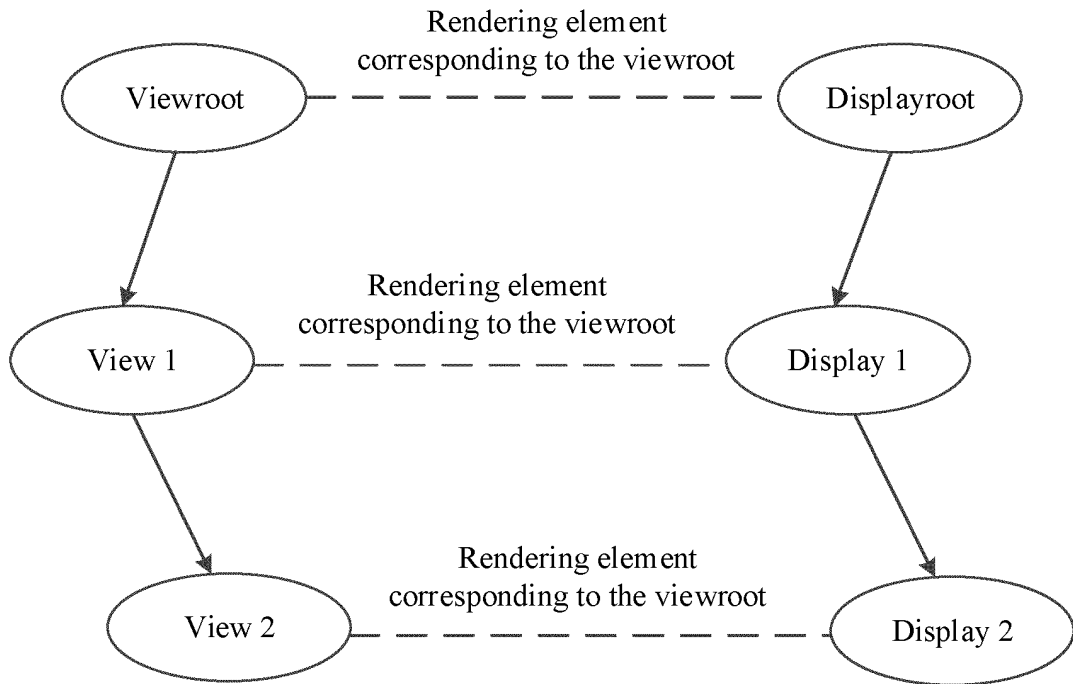 Rendering element
corresponding to the viewroot
Viewroot
Displayroot
Rendering element
corresponding to the viewroot
View 1
Display 1
Rendering element
corresponding to the viewroot
View 2
Display 2